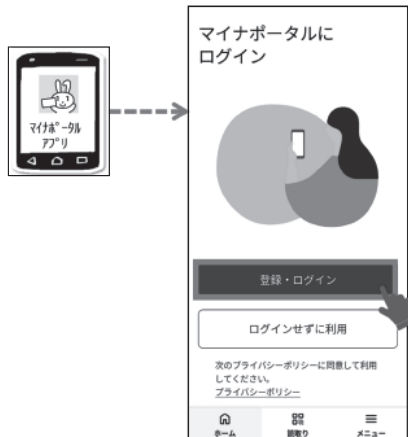 マイナポータル
アプリ
マイナポータルに
ログイン
登録・ログイン
ログインせずに利用
次のプライバシーポリシーに同意して利用
してください。
プライバシーポリシー
ホーム
読取り
メニュー